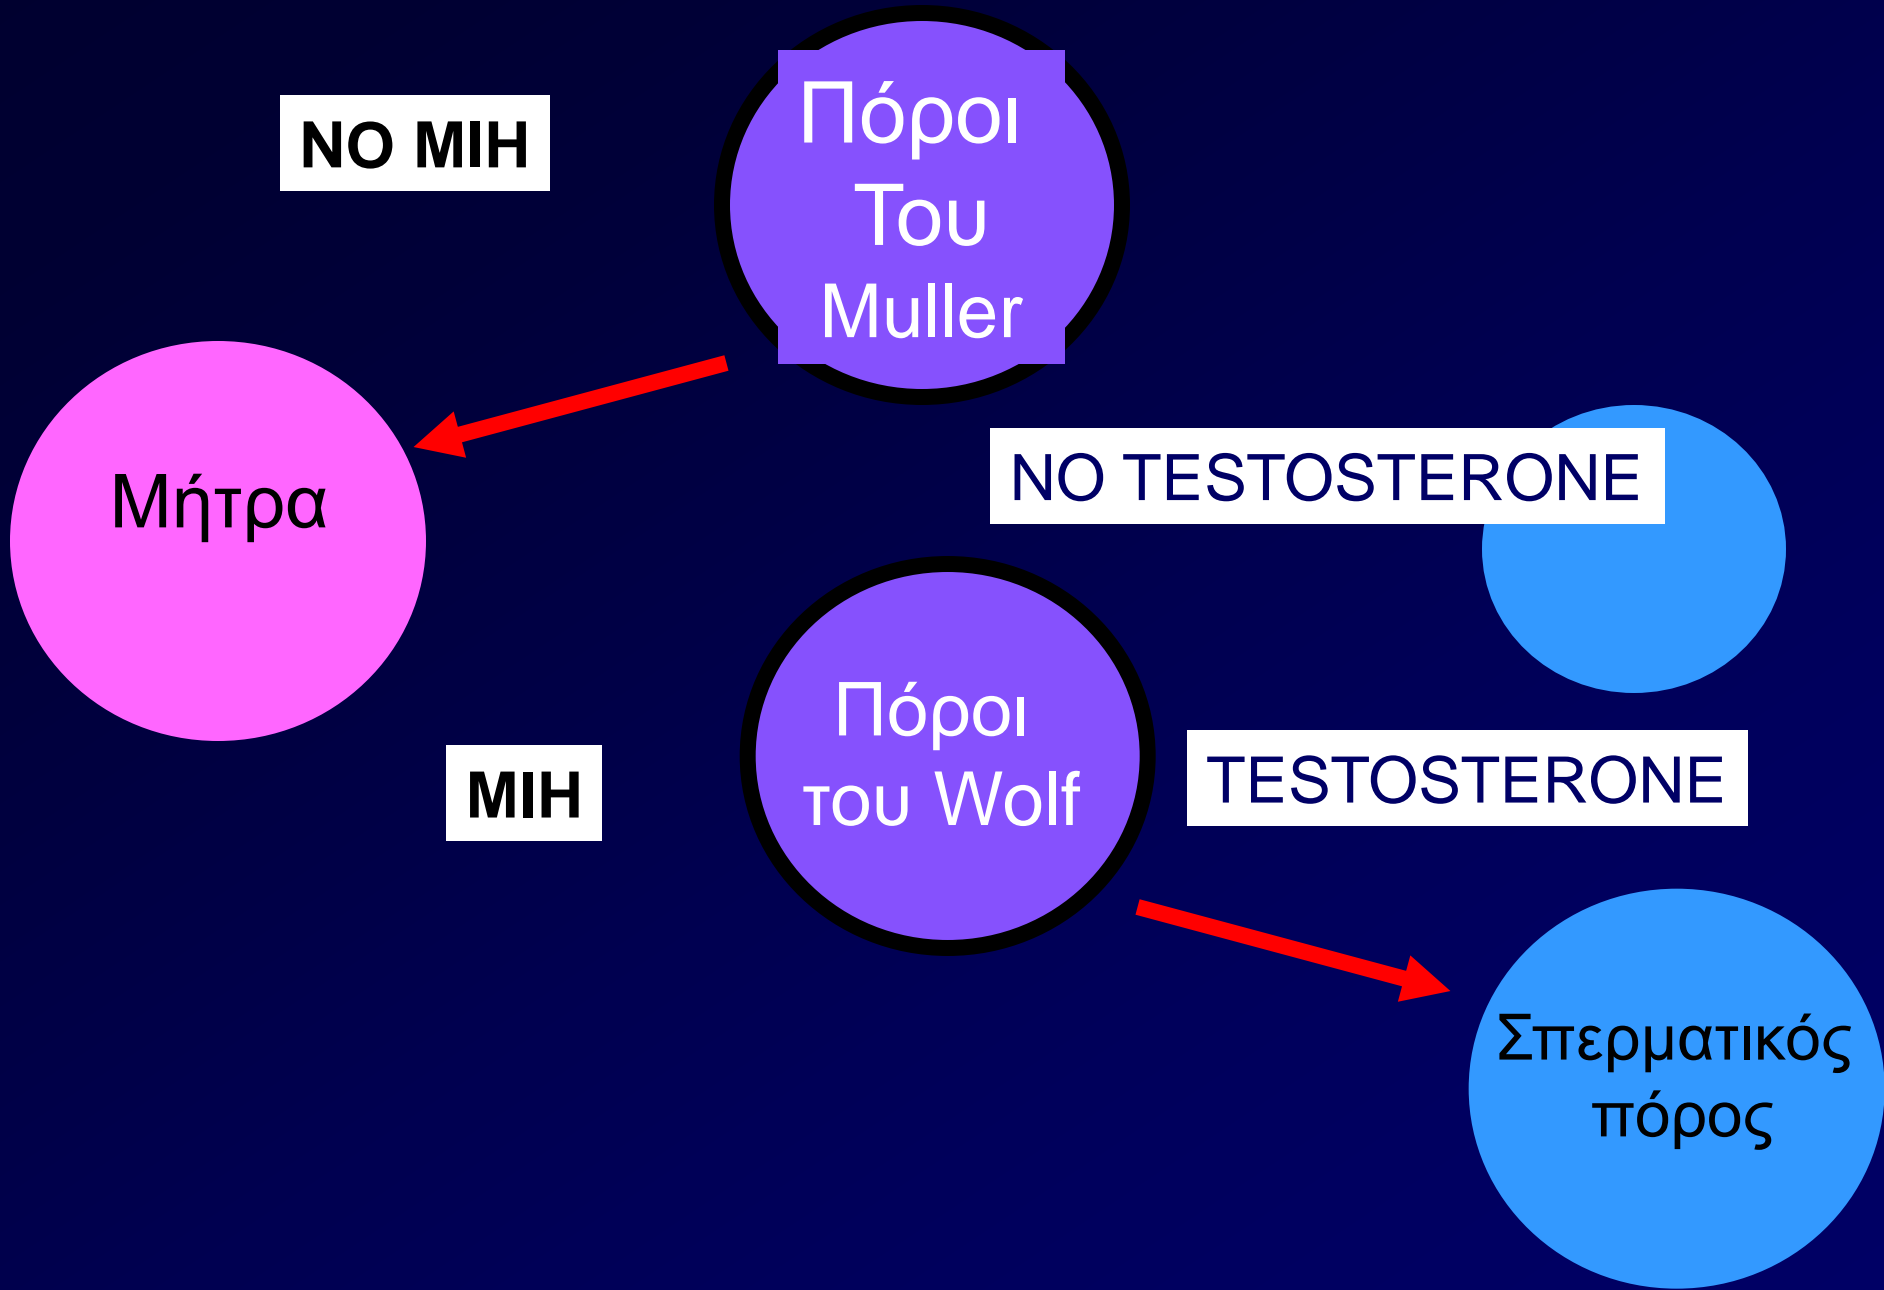 NO MIH
Πόροι
Του
Muller
Μήτρα
NO TESTOSTERONE
Πόροι
του Wolf
MIH
TESTOSTERONE
Σπερματικός
πόρος